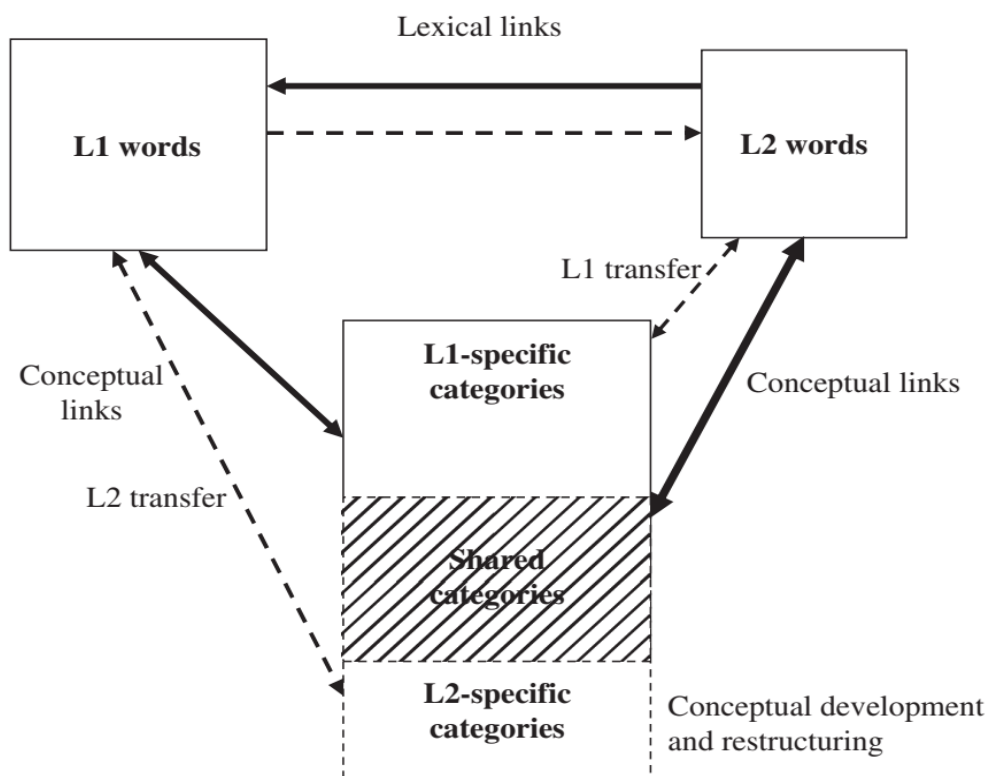 Lexical links
L1 words
L2 words
L1 transfer
L1-specific
categories
Conceptual
links
Conceptual links
L2 transfer
Shared
categories
L2-specific
categories
Conceptual development
and restructuring